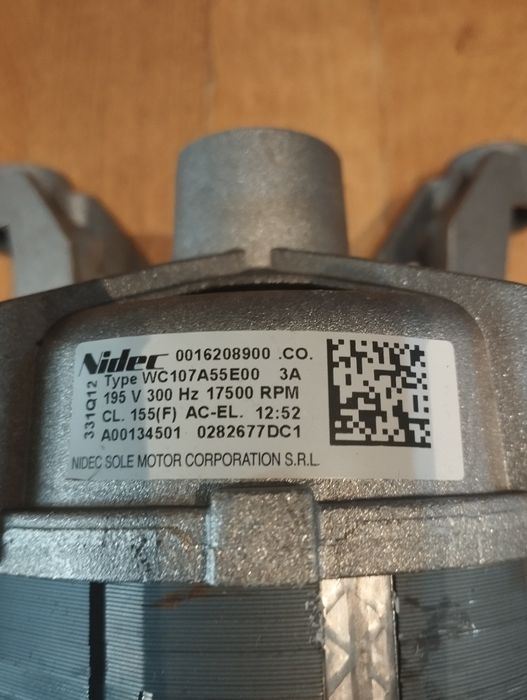 Nidec 0016208900 .CO.
331Q12
Type WC107A55E00 3A
195 V 300 Hz 17500 RPM
CL. 155(F) AC-EL. 12:52
A00134501 0282677DC1
NIDEC SOLE MOTOR CORPORATION S.R.L.